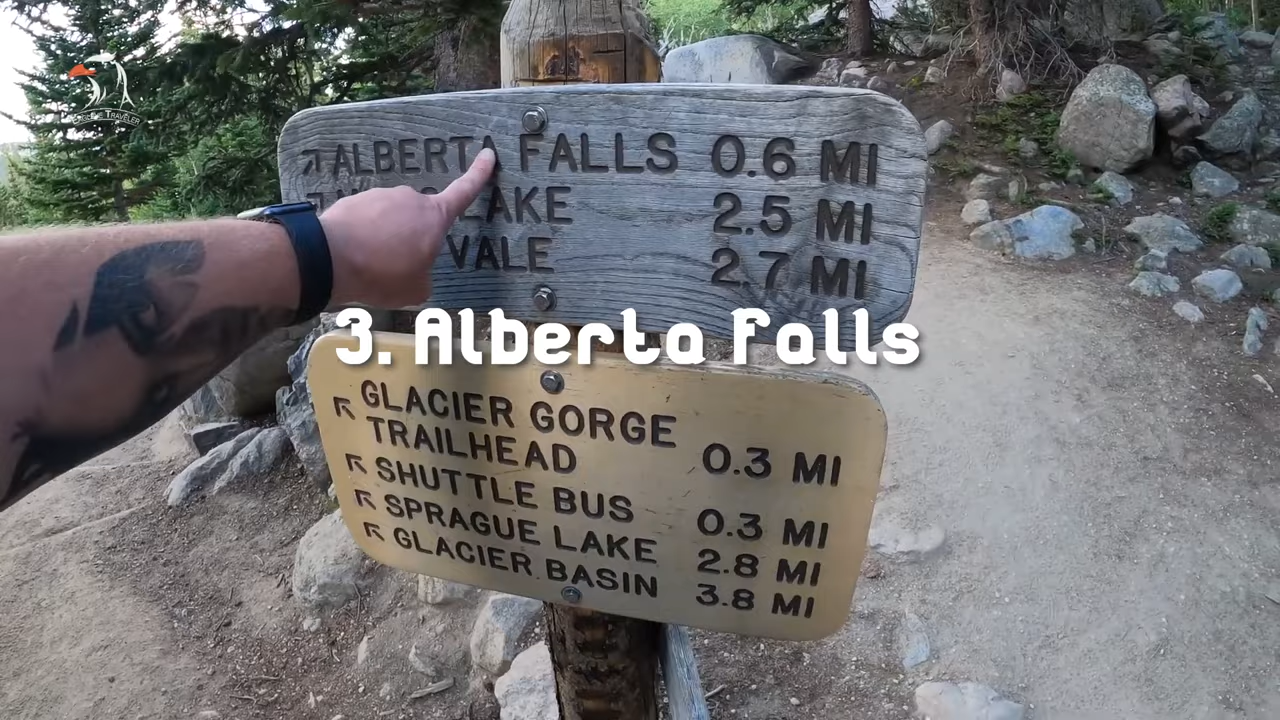 ALBERTA FALLS 0.6 MI
LAKE 2.5 MI
VALE 2.7 MI
3. Alberta Falls
GLACIER GORGE
TRAILHEAD 0.3 MI
SHUTTLE BUS 0.3 MI
SPRAGUE LAKE 2.8 MI
GLACIER BASIN 3.8 MI